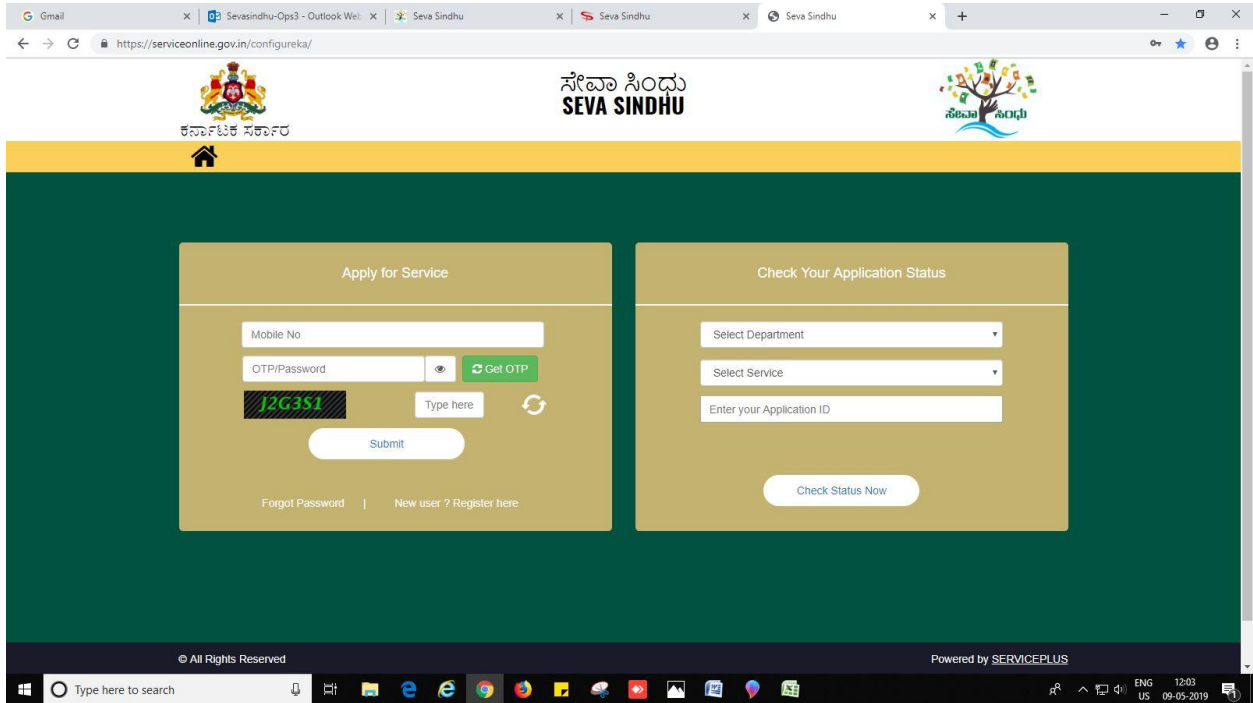 Gmail
Sevasindhu-Ops3 - Outlook Web
Seva Sindhu
Seva Sindhu
Seva Sindhu
https://serviceonline.gov.in/configureka/
ಕರ್ನಾಟಕ ಸರ್ಕಾರ
ಸೇವಾ ಸಿಂಧು
SEVA SINDHU
ಸೇವಾ ಸಿಂಧು
Apply for Service
Mobile No
OTP/Password
Get OTP
J2G3S1
Type here
Submit
Forgot Password | New user ? Register here
Check Your Application Status
Select Department
Select Service
Enter your Application ID
Check Status Now
© All Rights Reserved
Powered by SERVICEPLUS
Type here to search
ENG
US
12:03
09-05-2019